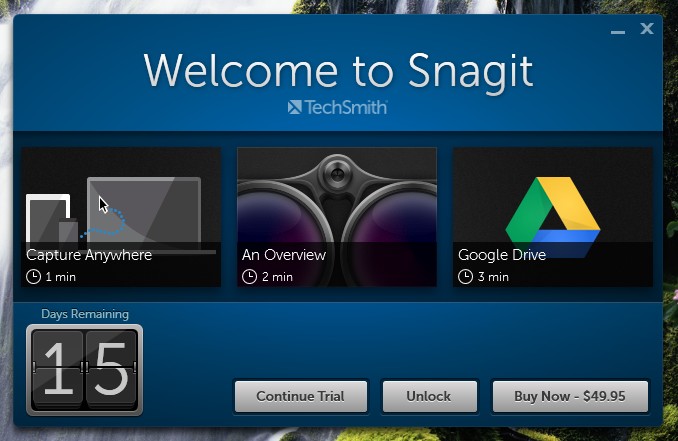 Welcome to Snagit
TechSmith
Capture Anywhere
1 min
An Overview
2 min
Google Drive
3 min
Days Remaining
15
Continue Trial
Unlock
Buy Now - $49.95